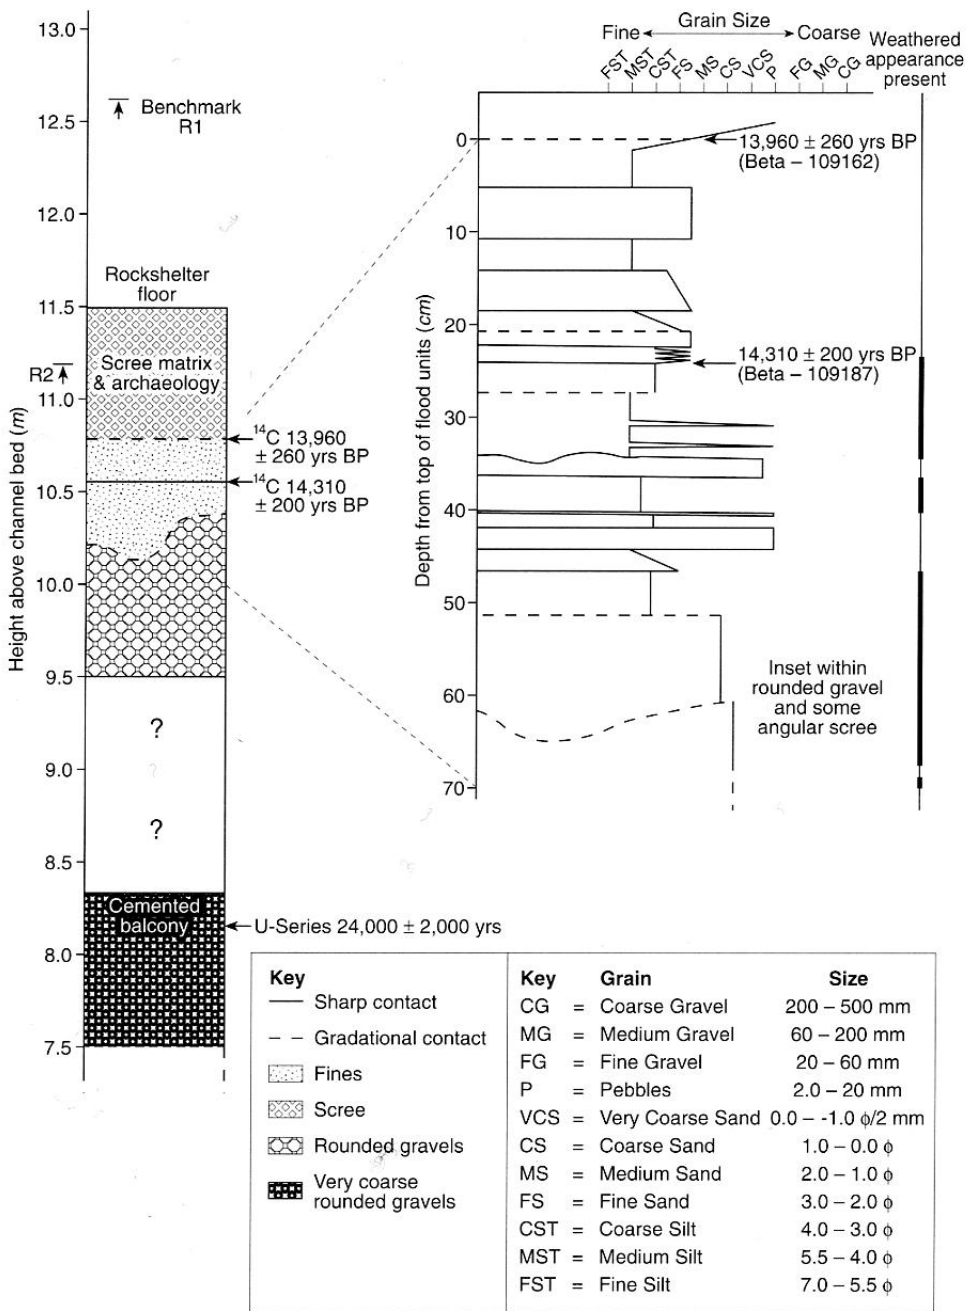 13.0
12.5
12.0
11.5
11.0
10.5
10.0
9.5
9.0
8.5
8.0
7.5
Height above channel bed (m)
Benchmark
R1
Rockshelter
floor
R2
Scree matrix
& archaeology
¹⁴C 13,960
± 260 yrs BP
¹⁴C 14,310
± 200 yrs BP
?
?
Cemented
balcony
U-Series 24,000 ± 2,000 yrs
Grain Size
Fine
Coarse
FST
MST
CST
FS
MS
CS
VCS
P
FG
MG
CG
Weathered
appearance
present
0
10
20
30
40
50
60
70
Depth from top of flood units (cm)
13,960 ± 260 yrs BP
(Beta – 109162)
14,310 ± 200 yrs BP
(Beta – 109187)
Inset within
rounded gravel
and some
angular scree
Key
Sharp contact
Gradational contact
Fines
Scree
Rounded gravels
Very coarse
rounded gravels
Key Grain Size
CG = Coarse Gravel 200 – 500 mm
MG = Medium Gravel 60 – 200 mm
FG = Fine Gravel 20 – 60 mm
P = Pebbles 2.0 – 20 mm
VCS = Very Coarse Sand 0.0 – -1.0 ϕ/2 mm
CS = Coarse Sand 1.0 – 0.0 ϕ
MS = Medium Sand 2.0 – 1.0 ϕ
FS = Fine Sand 3.0 – 2.0 ϕ
CST = Coarse Silt 4.0 – 3.0 ϕ
MST = Medium Silt 5.5 – 4.0 ϕ
FST = Fine Silt 7.0 – 5.5 ϕ